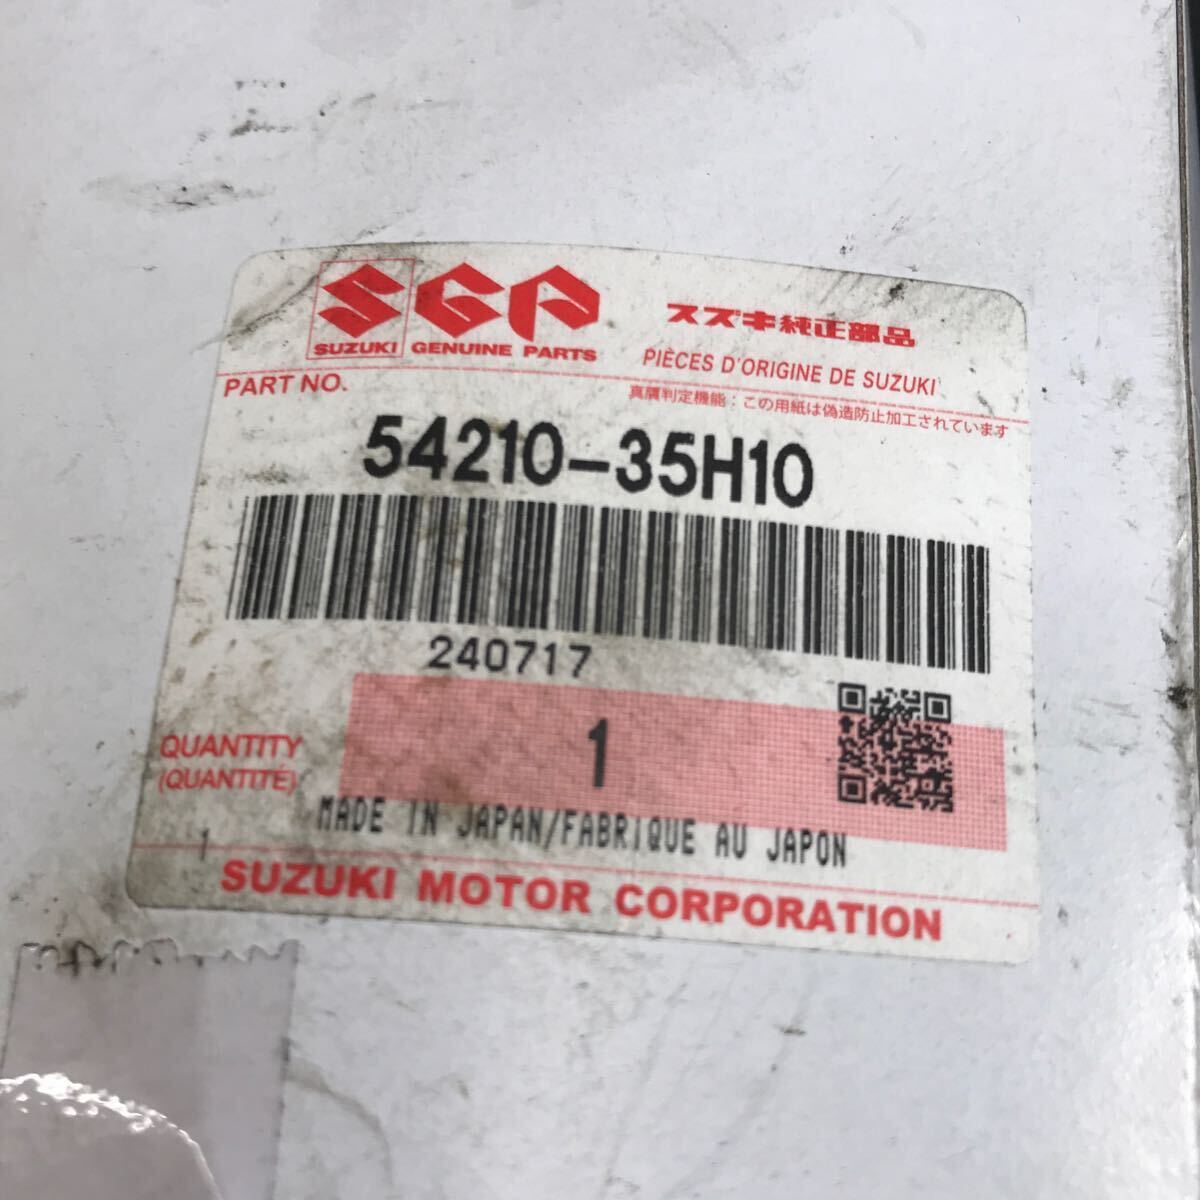 SGP
SUZUKI GENUINE PARTS
スズキ純正部品
PIÈCES D'ORIGINE DE SUZUKI
PART NO.
真贋判定機能：この用紙は偽造防止加工されています
54210-35H10
240717
QUANTITY
(QUANTITÉ)
1
MADE IN JAPAN/FABRIQUE AU JAPON
SUZUKI MOTOR CORPORATION